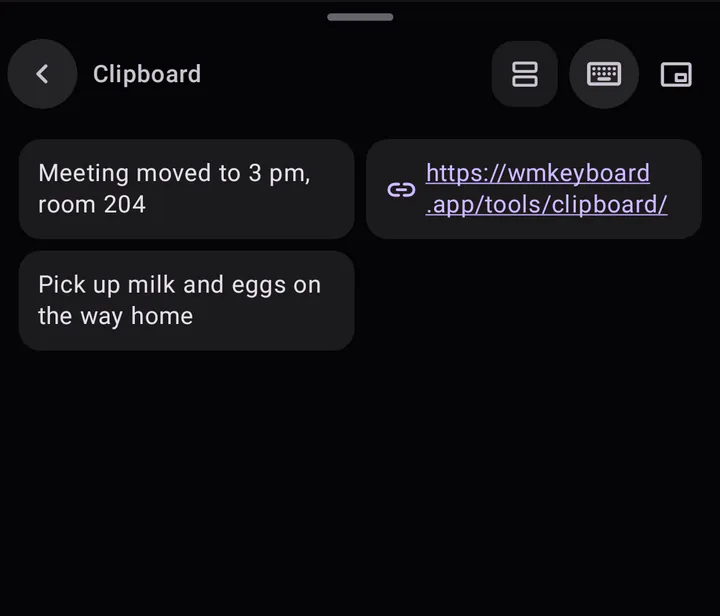 Clipboard
Meeting moved to 3 pm,
room 204
https://wmkeyboard
.app/tools/clipboard/
Pick up milk and eggs on
the way home